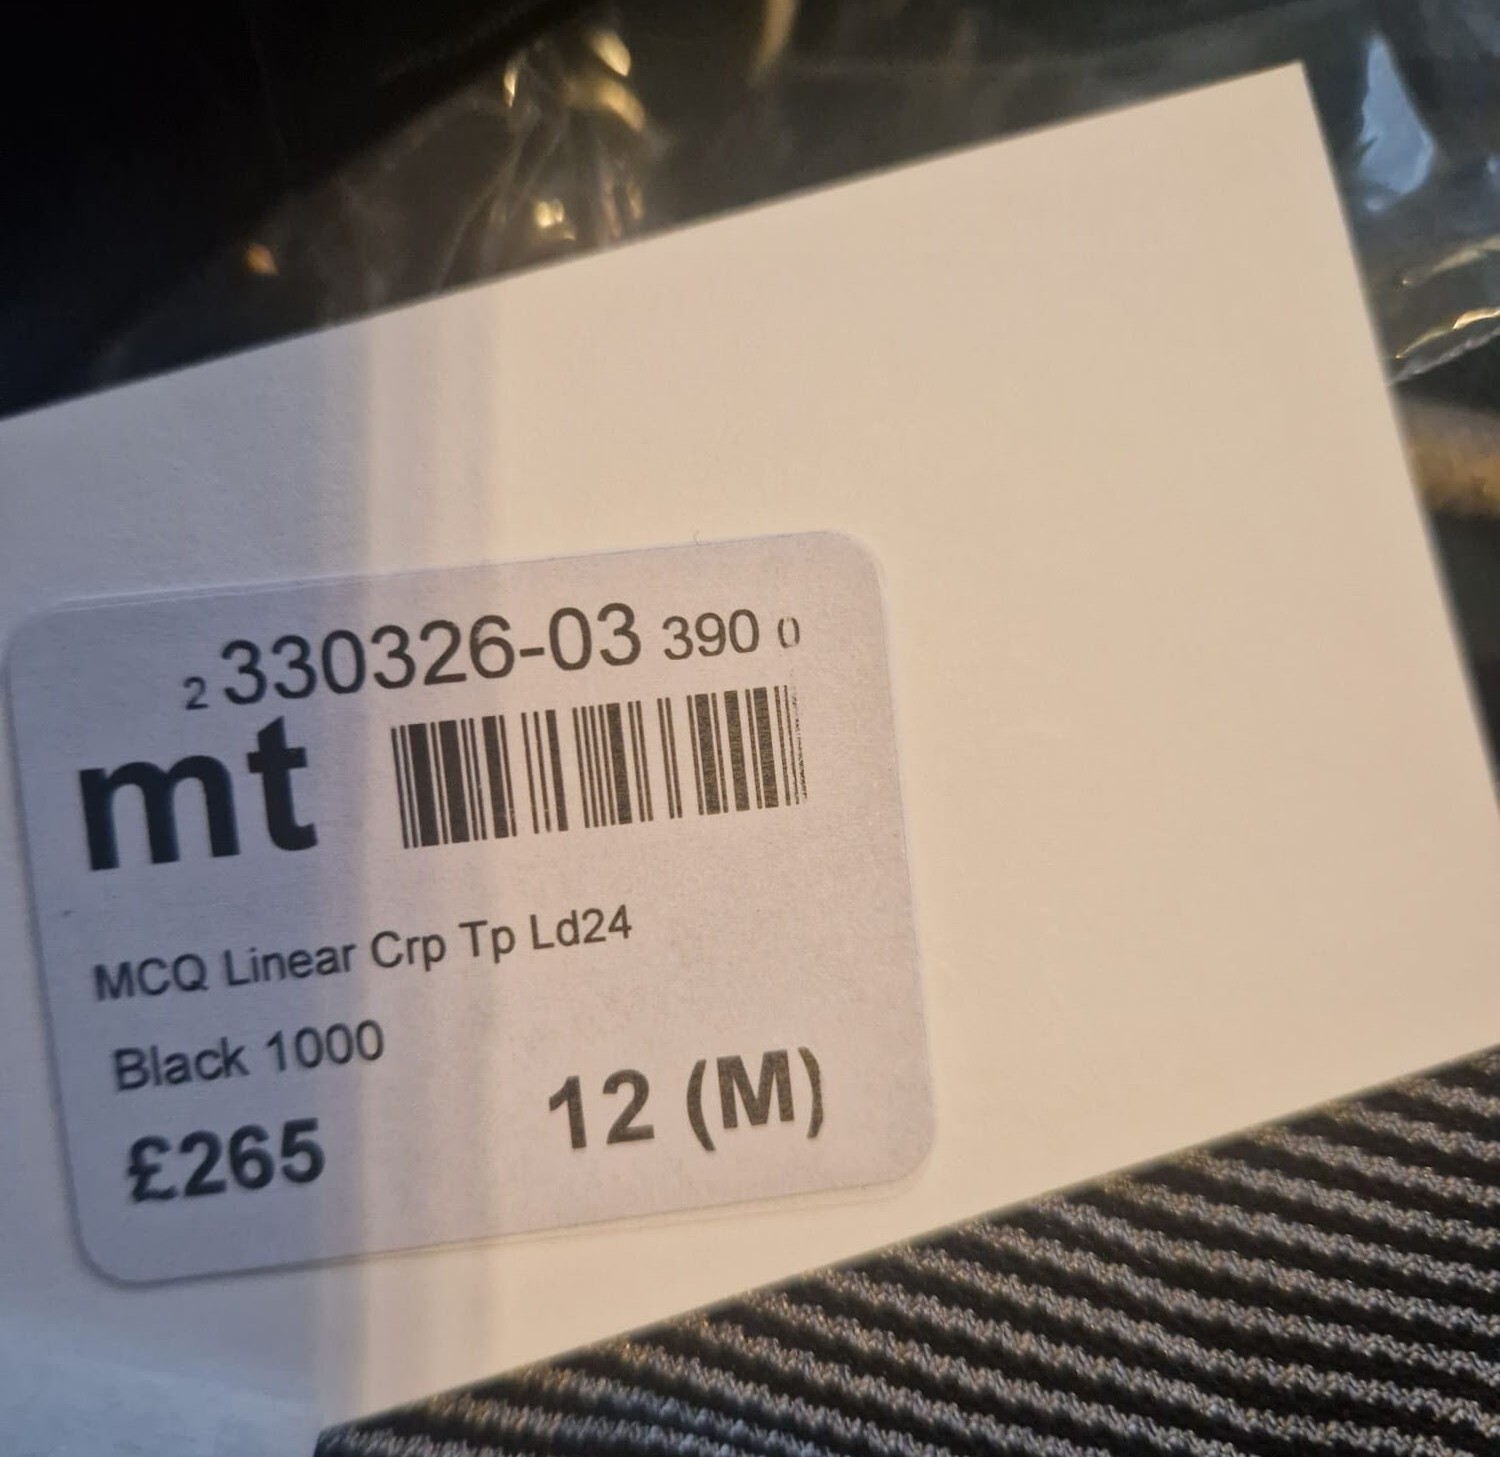 2 330326-03 390 0
mt
MCQ Linear Crp Tp Ld24
Black 1000
£265 12 (M)